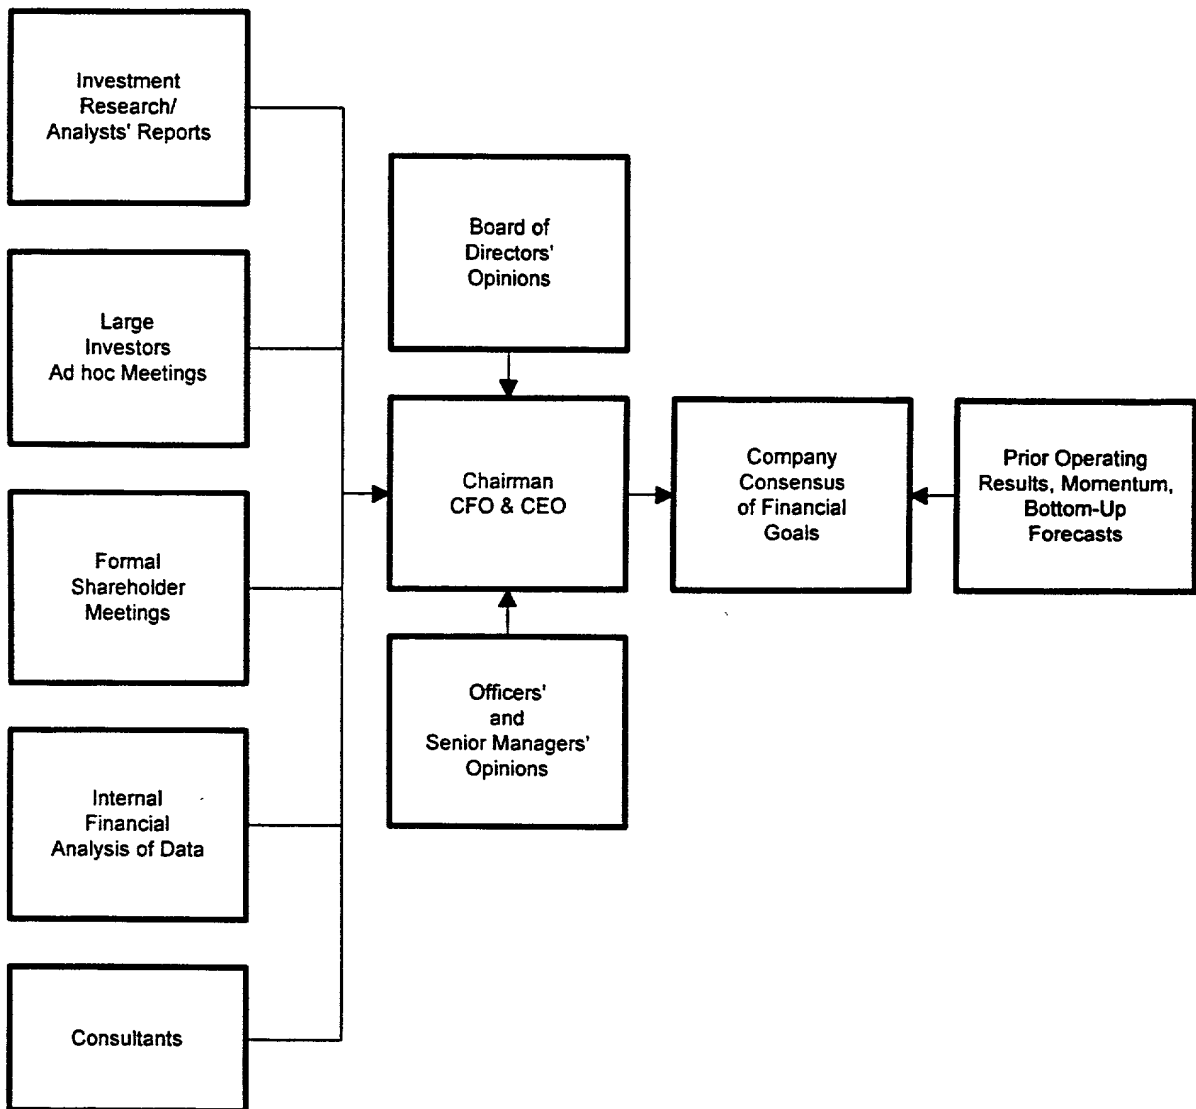 Investment
Research/
Analysts' Reports
Large
Investors
Ad hoc Meetings
Formal
Shareholder
Meetings
Internal
Financial
Analysis of Data
Consultants
Board of
Directors'
Opinions
Chairman
CFO & CEO
Officers'
and
Senior Managers'
Opinions
Company
Consensus
of Financial
Goals
Prior Operating
Results, Momentum,
Bottom-Up
Forecasts